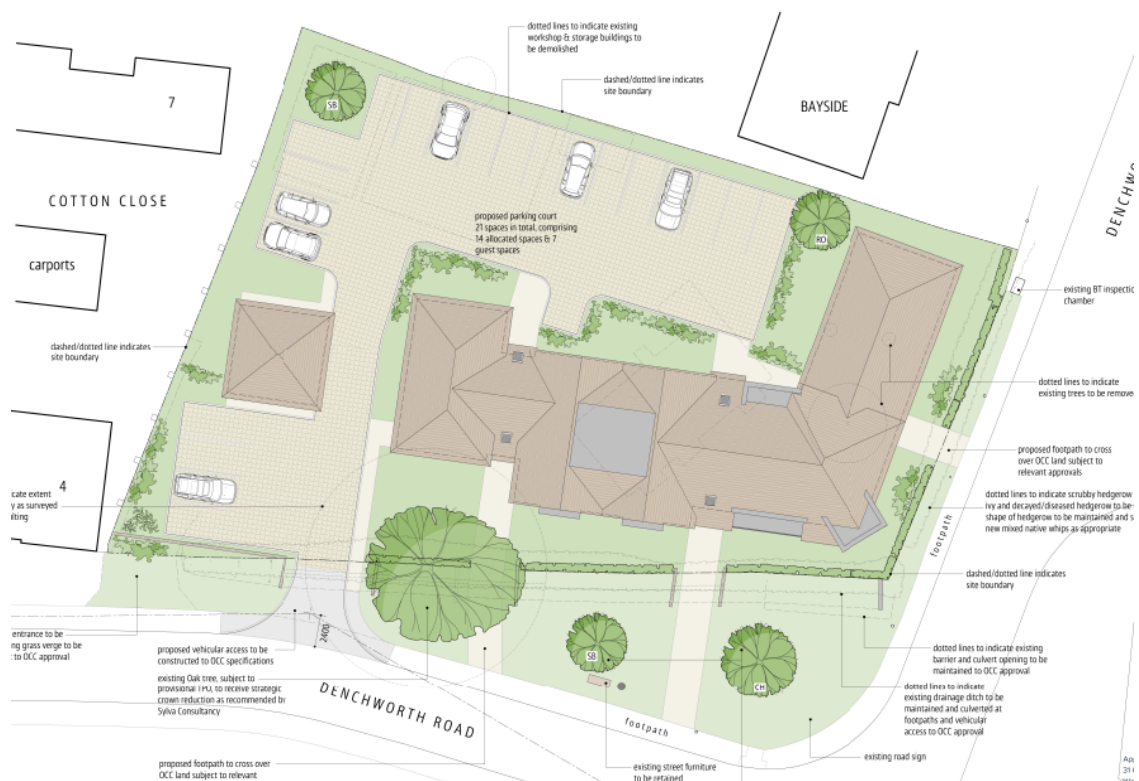 dotted lines to indicate existing
workshop & storage buildings to
be demolished
dashed/dotted line indicates
site boundary
7
BAYSIDE
SB
COTTON CLOSE
proposed parking court
21 spaces in total, comprising
14 allocated spaces & 7
guest spaces
RO
DENCHWO
carports
existing BT inspectic
chamber
dashed/dotted line indicates
site boundary
dotted lines to indicate
existing trees to be remove
proposed footpath to cross
over OCC land subject to
relevant approvals
4
icate extent
y as surveyed
ulting
dotted lines to indicate scrubby hedgerow
ivy and decayed/diseased hedgerow to be
shape of hedgerow to be maintained and s
new mixed native whips as appropriate
footpath
dashed/dotted line indicates
site boundary
entrance to be
ng grass verge to be
to OCC approval
proposed vehicular access to be
constructed to OCC specifications
2400
existing Oak tree, subject to
provisional TPO, to receive strategic
crown reduction as recommended by
Sylva Consultancy
DENCHWORTH ROAD
SB
CH
dotted lines to indicate existing
barrier and culvert opening to be
maintained to OCC approval
dotted lines to indicate
existing drainage ditch to be
maintained and culverted at
footpaths and vehicular
access to OCC approval
footpath
existing road sign
proposed footpath to cross over
OCC land subject to relevant
existing street furniture
to be retained